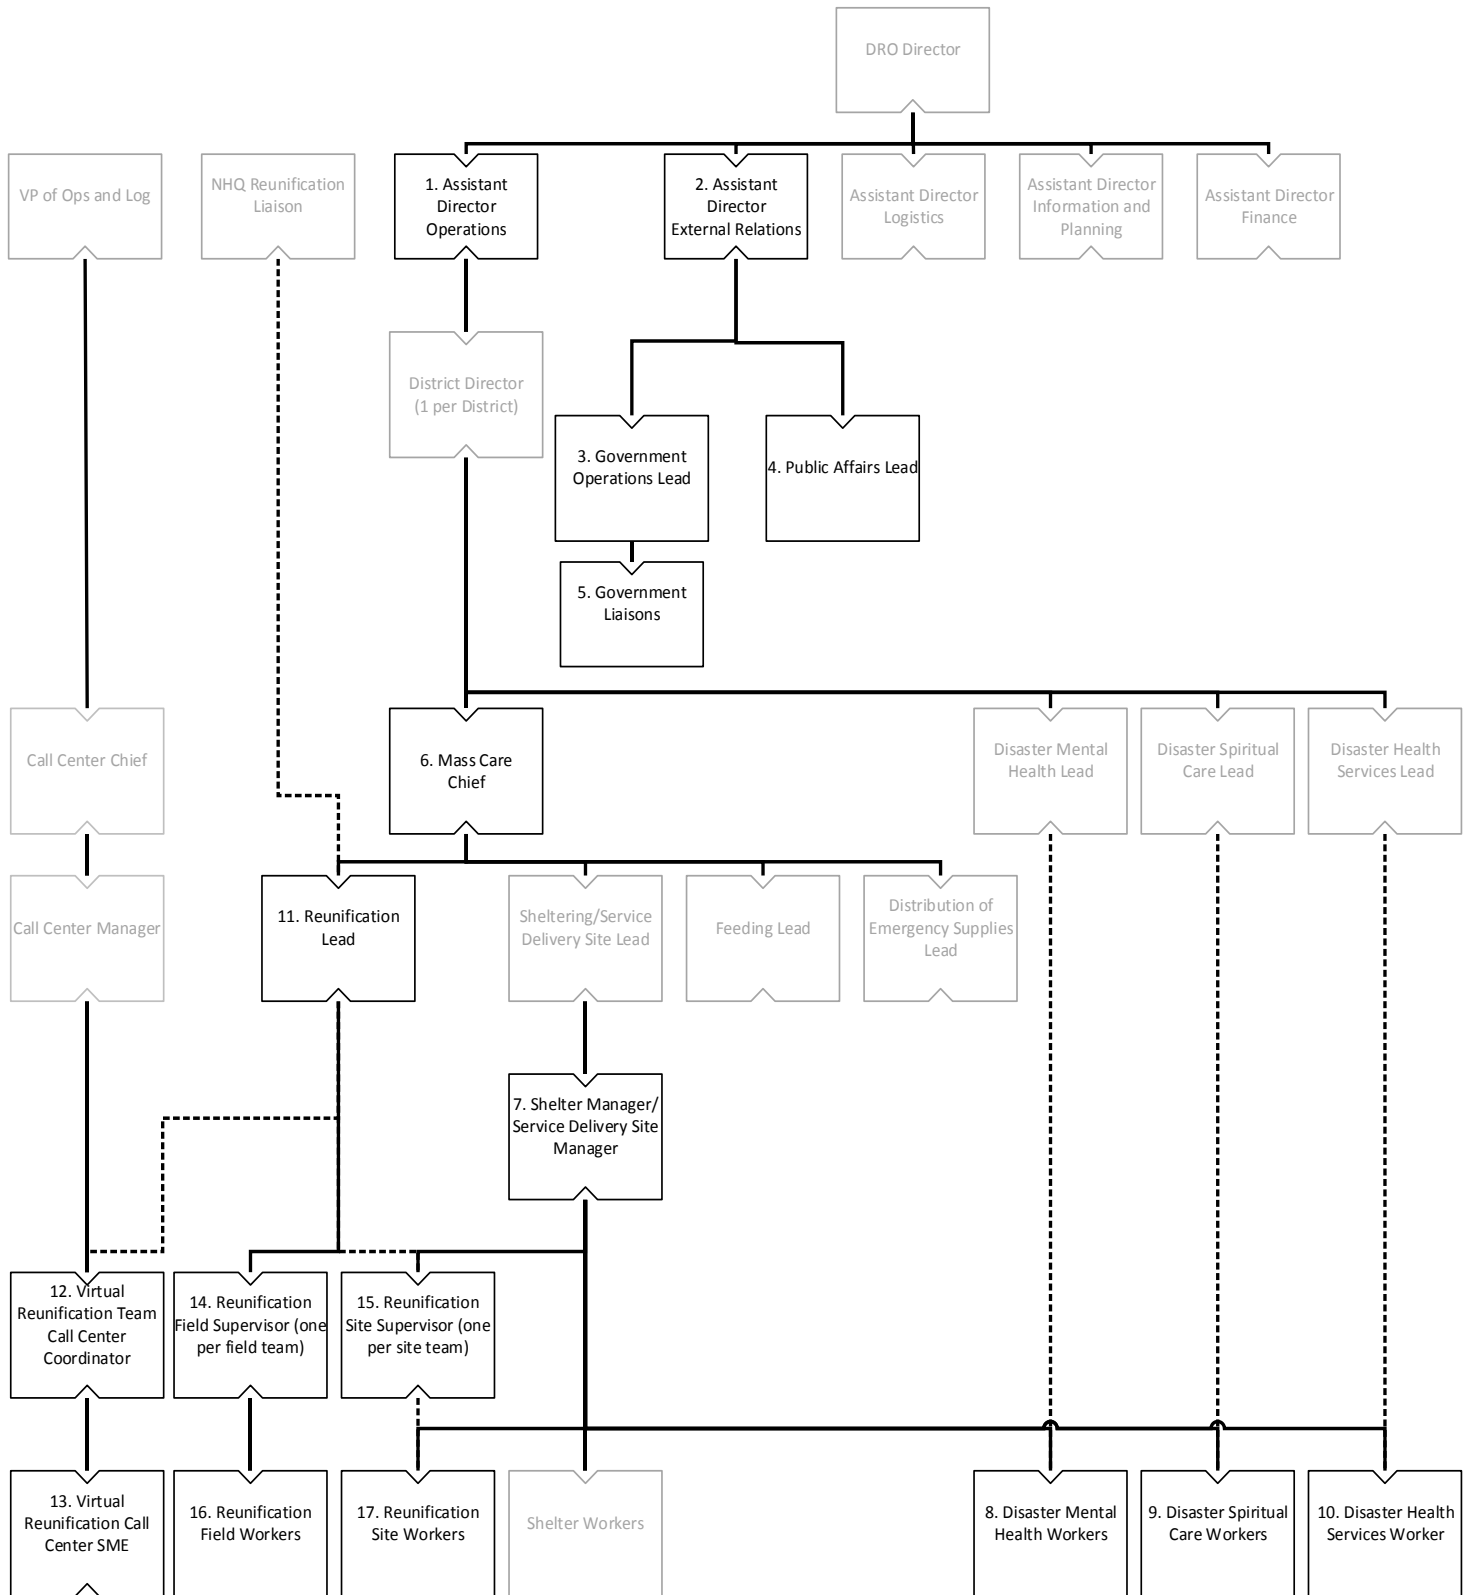 DRO Director
VP of Ops and Log
NHQ Reunification
Liaison
1. Assistant
Director
Operations
2. Assistant
Director
External Relations
Assistant Director
Logistics
Assistant Director
Information and
Planning
Assistant Director
Finance
District Director
(1 per District)
3. Government
Operations Lead
4. Public Affairs Lead
5. Government
Liaisons
Call Center Chief
6. Mass Care
Chief
Disaster Mental
Health Lead
Disaster Spiritual
Care Lead
Disaster Health
Services Lead
Call Center Manager
11. Reunification
Lead
Sheltering/Service
Delivery Site Lead
Feeding Lead
Distribution of
Emergency Supplies
Lead
7. Shelter Manager/
Service Delivery Site
Manager
12. Virtual
Reunification Team
Call Center
Coordinator
14. Reunification
Field Supervisor (one
per field team)
15. Reunification
Site Supervisor (one
per site team)
13. Virtual
Reunification Call
Center SME
16. Reunification
Field Workers
17. Reunification
Site Workers
Shelter Workers
8. Disaster Mental
Health Workers
9. Disaster Spiritual
Care Workers
10. Disaster Health
Services Worker